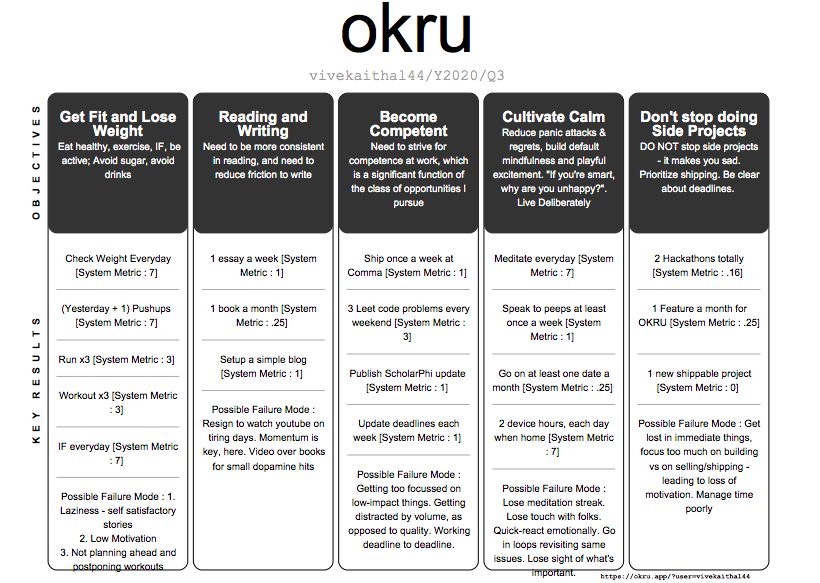 okru
vivekaithal44/Y2020/Q3
OBJECTIVES
Get Fit and Lose
Weight
Eat healthy, exercise, IF, be
active; Avoid sugar, avoid
drinks
Reading and
Writing
Need to be more consistent
in reading, and need to
reduce friction to write
Become
Competent
Need to strive for
competence at work, which
is a significant function of
the class of opportunities I
pursue
Cultivate Calm
Reduce panic attacks &
regrets, build default
mindfulness and playful
excitement. "If you're smart,
why are you unhappy?".
Live Deliberately
Don't stop doing
Side Projects
DO NOT stop side projects
- it makes you sad.
Prioritize shipping. Be clear
about deadlines.
KEY RESULTS
Check Weight Everyday
[System Metric : 7]
(Yesterday + 1) Pushups
[System Metric : 7]
Run x3 [System Metric : 3]
Workout x3 [System Metric
: 3]
IF everyday [System Metric
: 7]
Possible Failure Mode : 1.
Laziness - self satisfactory
stories
2. Low Motivation
3. Not planning ahead and
postponing workouts
1 essay a week [System
Metric : 1]
1 book a month [System
Metric : .25]
Setup a simple blog
[System Metric : 1]
Possible Failure Mode :
Resign to watch youtube on
tiring days. Momentum is
key, here. Video over books
for small dopamine hits
Ship once a week at
Comma [System Metric : 1]
3 Leet code problems every
weekend [System Metric :
3]
Publish ScholarPhi update
[System Metric : 1]
Update deadlines each
week [System Metric : 1]
Possible Failure Mode :
Getting too focussed on
low-impact things. Getting
distracted by volume, as
opposed to quality. Working
deadline to deadline.
Meditate everyday [System
Metric : 7]
Speak to peeps at least
once a week [System
Metric : 1]
Go on at least one date a
month [System Metric : .25]
2 device hours, each day
when home [System Metric
: 7]
Possible Failure Mode :
Lose meditation streak.
Lose touch with folks.
Quick-react emotionally. Go
in loops revisiting same
issues. Lose sight of what's
important.
2 Hackathons totally
[System Metric : .16]
1 Feature a month for
OKRU [System Metric : .25]
1 new shippable project
[System Metric : 0]
Possible Failure Mode : Get
lost in immediate things,
focus too much on building
vs on selling/shipping -
leading to loss of
motivation. Manage time
poorly
https://okru.app/?user=vivekaithal44